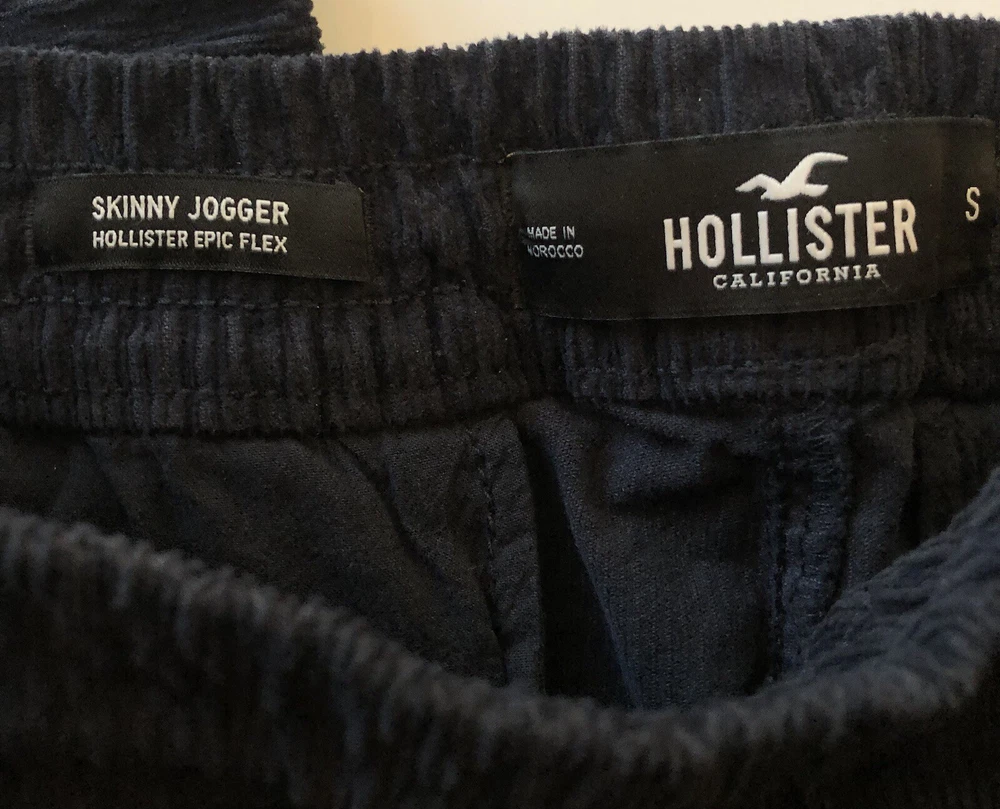 SKINNY JOGGER
HOLLISTER EPIC FLEX
MADE IN
MOROCCO
HOLLISTER
CALIFORNIA
S